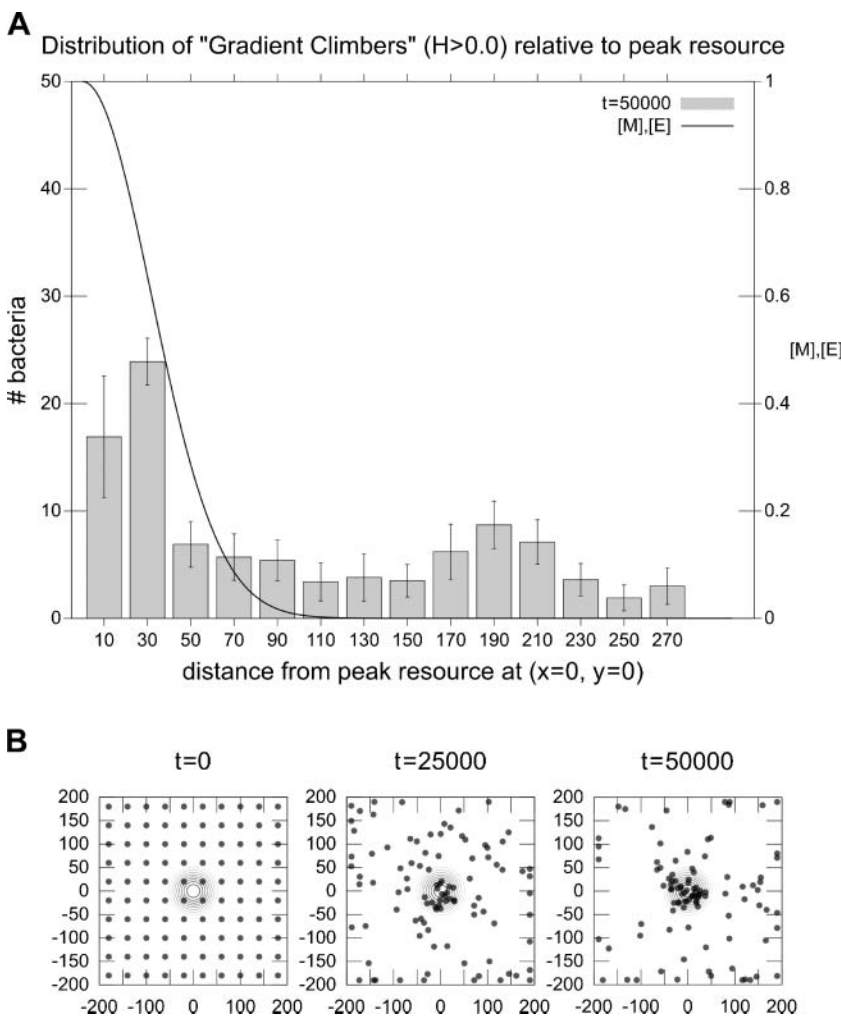 A
Distribution of "Gradient Climbers" (H>0.0) relative to peak resource
50
40
30
20
10
0
# bacteria
1
0.8
0.6
0.4
0.2
0
[M],[E]
t=50000
[M],[E]
10 30 50 70 90 110 130 150 170 190 210 230 250 270
distance from peak resource at (x=0, y=0)
B
t=0 t=25000 t=50000
200 200 200
150 150 150
100 100 100
50 50 50
0 0 0
-50 -50 -50
-100 -100 -100
-150 -150 -150
-200 -200 -200
-200 -100 0 100 200 -200 -100 0 100 200 -200 -100 0 100 200